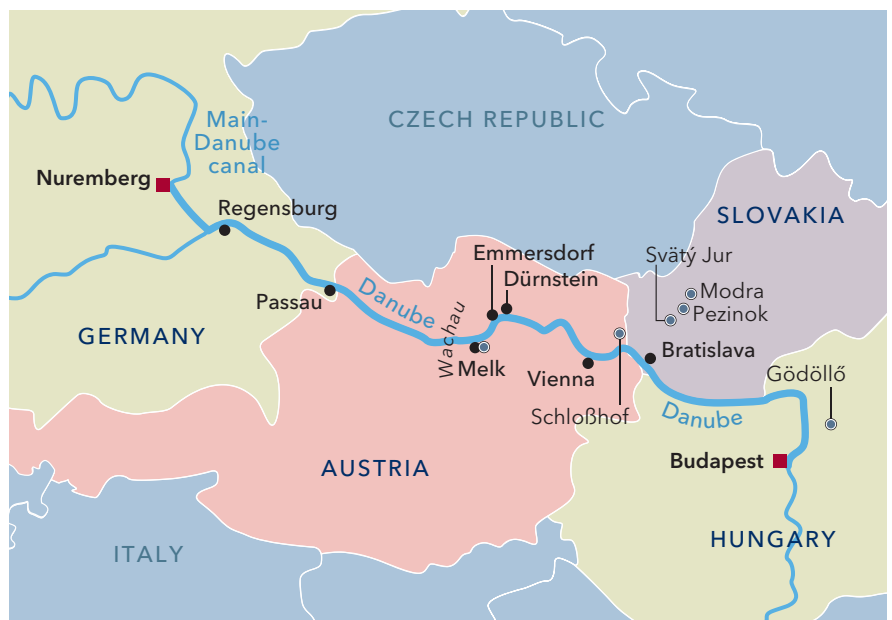 CZECH REPUBLIC
Main-
Danube
canal
Nuremberg
Regensburg
SLOVAKIA
Emmersdorf
Svätý Jur
Dürnstein
Modra
Passau
Danube
Pezinok
GERMANY
Wachau
Bratislava
Melk
Vienna
Gödöllő
Schloßhof
Danube
Budapest
AUSTRIA
HUNGARY
ITALY